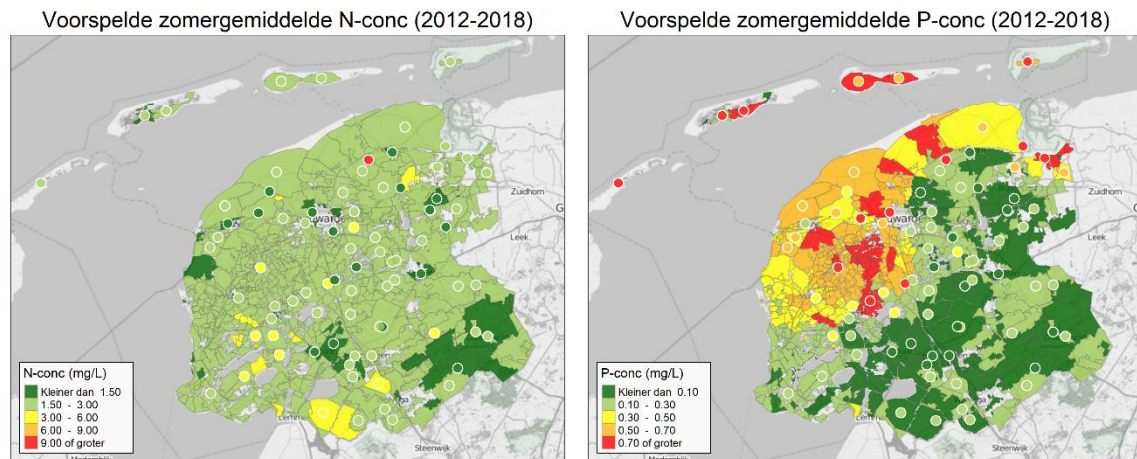 Voorspelde zomergemiddelde N-conc (2012-2018)
Zuidhorn
Leek
Steenwijk
N-conc (mg/L)
Kleiner dan 1.50
1.50 - 3.00
3.00 - 6.00
6.00 - 9.00
9.00 of groter
Voorspelde zomergemiddelde P-conc (2012-2018)
Zuidhorn
Leek
Steenwijk
P-conc (mg/L)
Kleiner dan 0.10
0.10 - 0.30
0.30 - 0.50
0.50 - 0.70
0.70 of groter